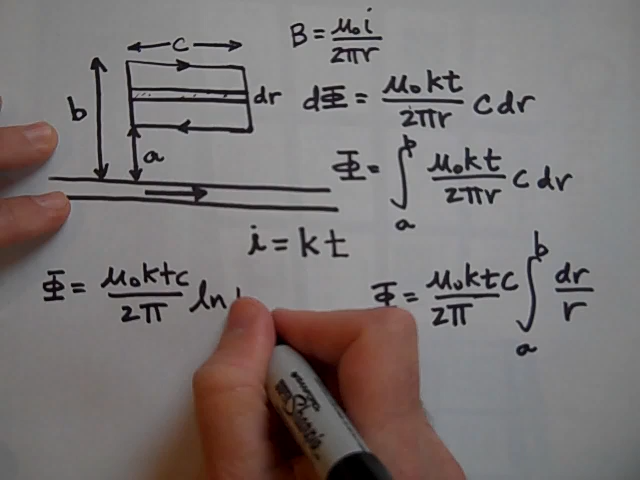 c
B = μ₀i / 2πr
b
dr
dΦ = μ₀kt / 2πr c dr
a
Φ = ∫ₐᵇ μ₀kt / 2πr c dr
i = kt
Φ = μ₀ktc / 2π ln
Φ = μ₀ktc / 2π ∫ₐᵇ dr / r
Sharpie